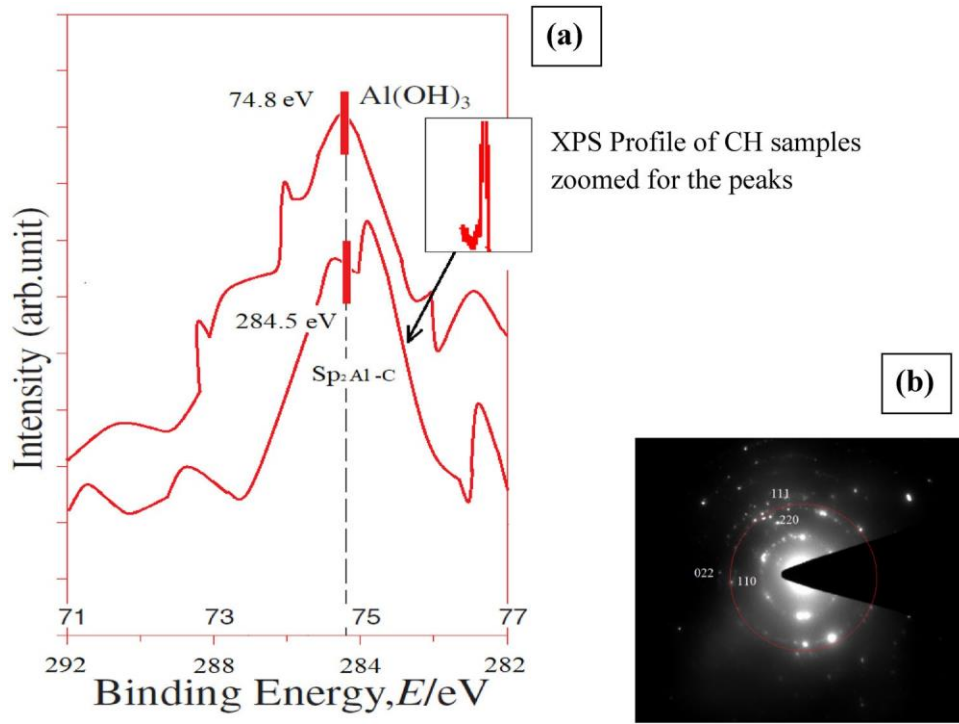 (a)
74.8 eV
Al(OH)₃
XPS Profile of CH samples
zoomed for the peaks
284.5 eV
Sp₂ Al -C
Intensity (arb.unit)
71 73 75 77
292 288 284 282
Binding Energy,E/eV
(b)
111
220
022
110